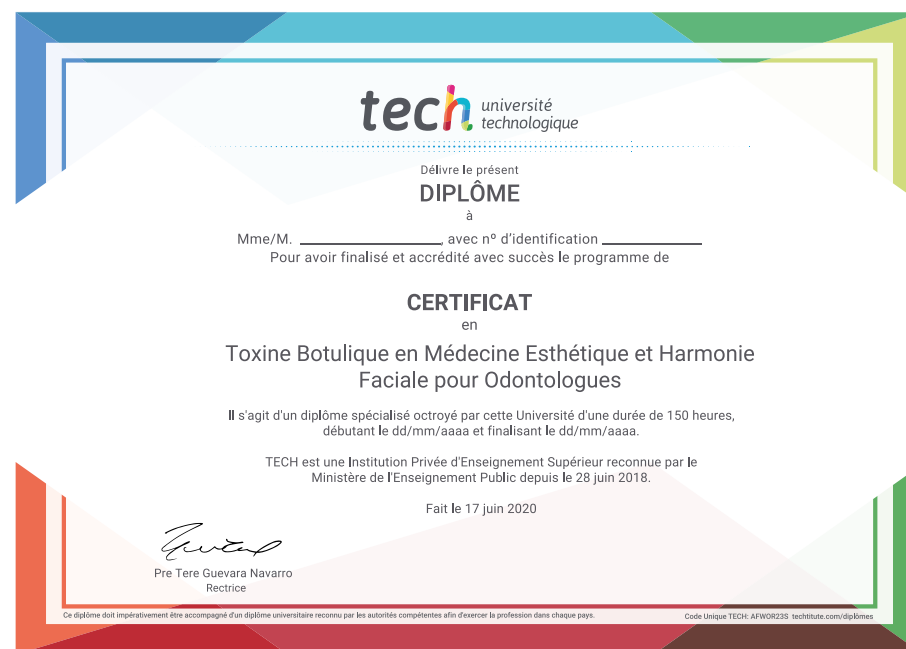 tech université
technologique
Délivre le présent
DIPLÔME
à
Mme/M. ____________________, avec nº d'identification ______________
Pour avoir finalisé et accrédité avec succès le programme de
CERTIFICAT
en
Toxine Botulique en Médecine Esthétique et Harmonie
Faciale pour Odontologues
Il s'agit d'un diplôme spécialisé octroyé par cette Université d'une durée de 150 heures,
débutant le dd/mm/aaaa et finalisant le dd/mm/aaaa.
TECH est une Institution Privée d'Enseignement Supérieur reconnue par le
Ministère de l'Enseignement Public depuis le 28 juin 2018.
Fait le 17 juin 2020
Pre Tere Guevara Navarro
Rectrice
Ce diplôme doit impérativement être accompagné d'un diplôme universitaire reconnu par les autorités compétentes afin d'exercer la profession dans chaque pays.
Code Unique TECH: AFWOR23S techtitute.com/diplômes